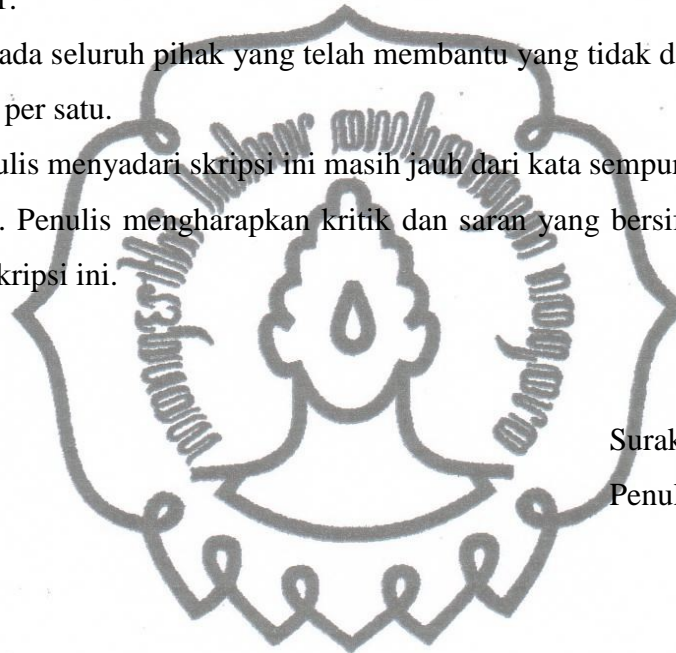 ada seluruh pihak yang telah membantu yang tidak d
per satu.
ulis menyadari skripsi ini masih jauh dari kata sempur
. Penulis mengharapkan kritik dan saran yang bersif
kripsi ini.
Surak
Penul